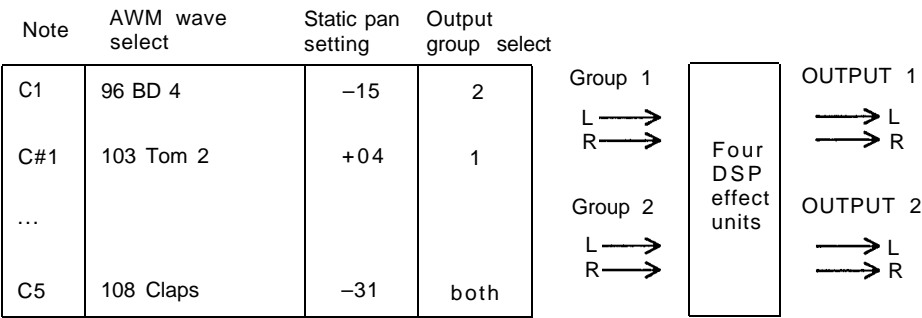 Note AWM wave select Static pan setting Output group select
C1 96 BD 4 –15 2
C#1 103 Tom 2 +04 1
...
C5 108 Claps –31 both
Group 1
L
R
Group 2
L
R
Four
DSP
effect
units
OUTPUT 1
L
R
OUTPUT 2
L
R